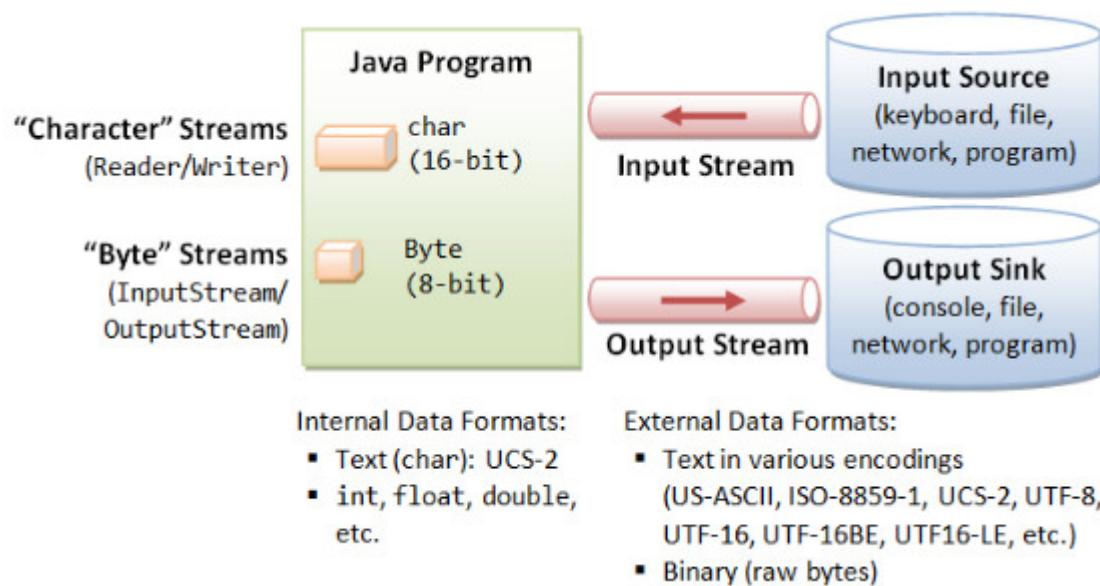 “Character” Streams
(Reader/Writer)
“Byte” Streams
(InputStream/
OutputStream)
Java Program
char
(16-bit)
Byte
(8-bit)
Input Stream
Output Stream
Input Source
(keyboard, file,
network, program)
Output Sink
(console, file,
network, program)
Internal Data Formats:
▪ Text (char): UCS-2
▪ int, float, double,
etc.
External Data Formats:
▪ Text in various encodings
(US-ASCII, ISO-8859-1, UCS-2, UTF-8,
UTF-16, UTF-16BE, UTF16-LE, etc.)
▪ Binary (raw bytes)